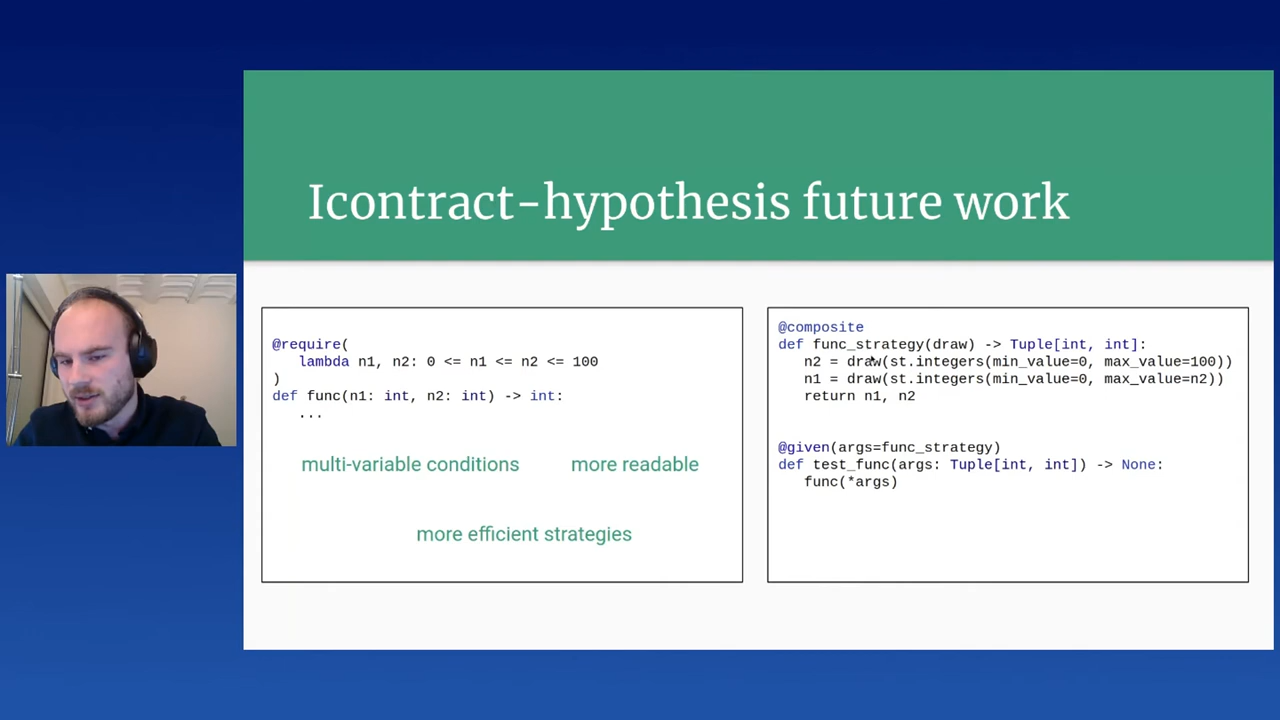 Icontract-hypothesis future work
@require(
lambda n1, n2: 0 <= n1 <= n2 <= 100
)
def func(n1: int, n2: int) -> int:
...
multi-variable conditions
more readable
more efficient strategies
@composite
def func_strategy(draw) -> Tuple[int, int]:
n2 = draw(st.integers(min_value=0, max_value=100))
n1 = draw(st.integers(min_value=0, max_value=n2))
return n1, n2
@given(args=func_strategy)
def test_func(args: Tuple[int, int]) -> None:
func(*args)